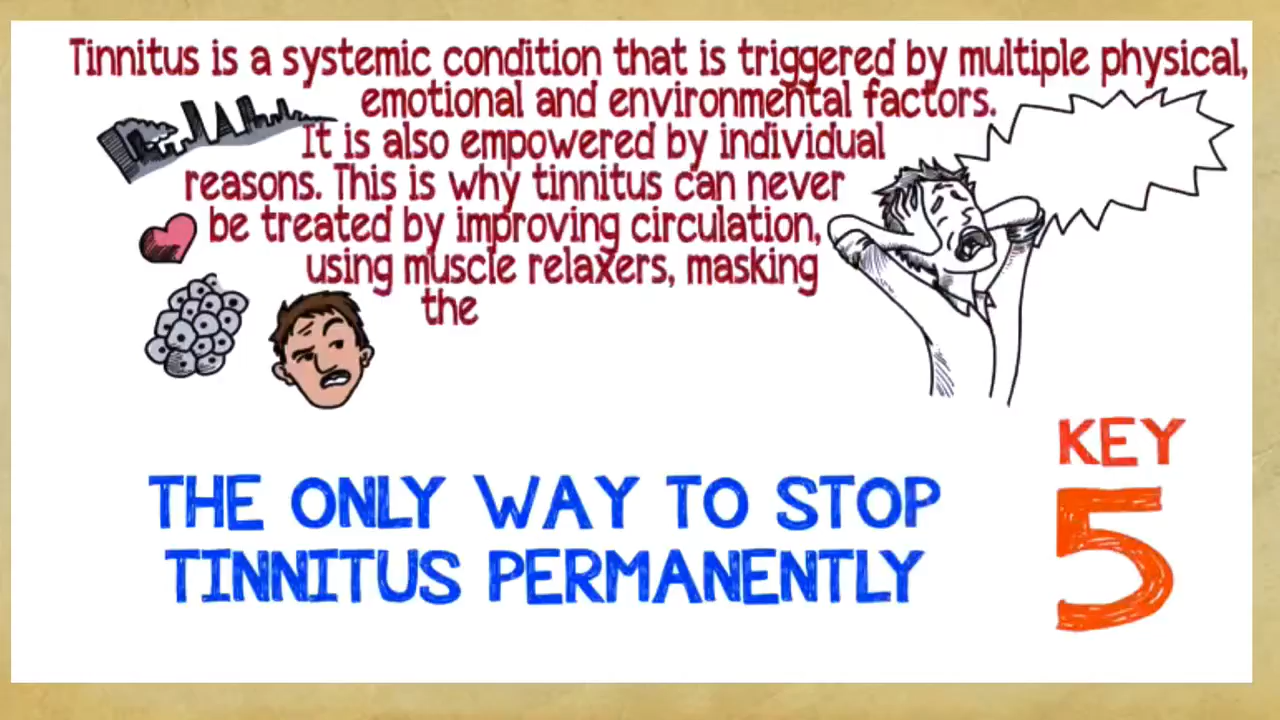 Tinnitus is a systemic condition that is triggered by multiple physical,
emotional and environmental factors.
It is also empowered by individual
reasons. This is why tinnitus can never
be treated by improving circulation,
using muscle relaxers, masking
the
KEY
5
THE ONLY WAY TO STOP
TINNITUS PERMANENTLY